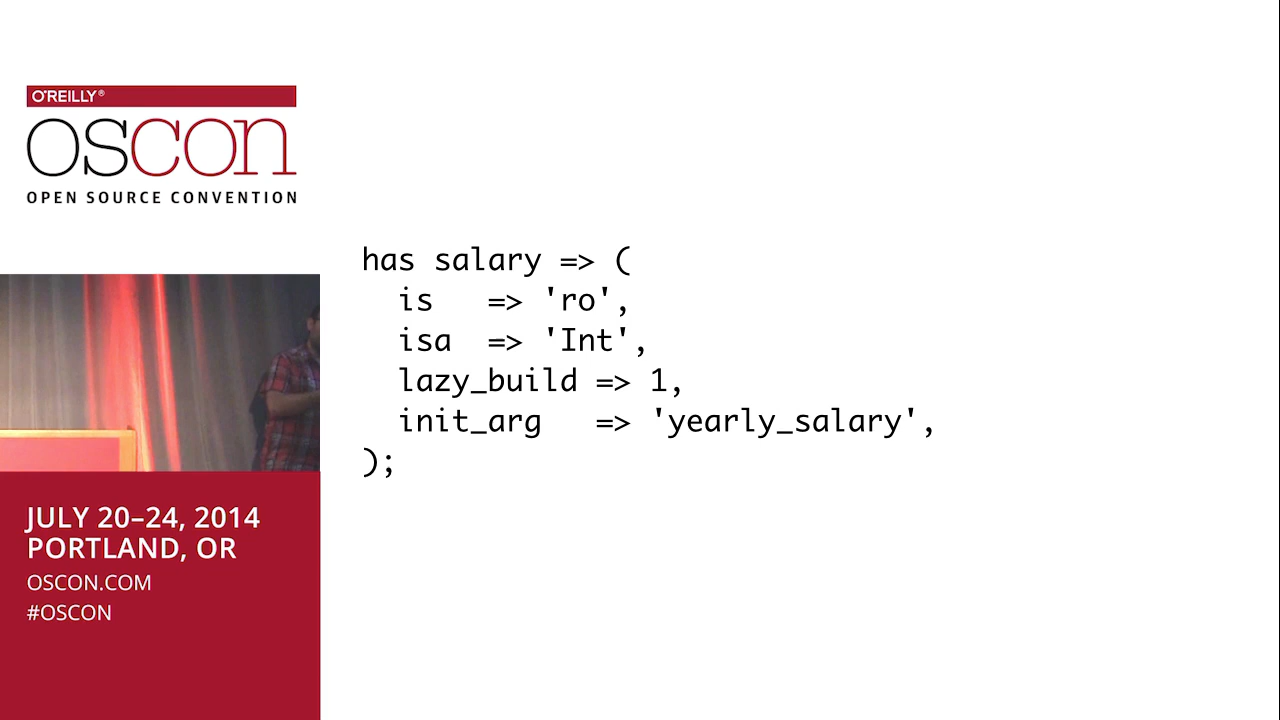 O'REILLY®
OSCON
OPEN SOURCE CONVENTION
has salary => (
  is   => 'ro',
  isa  => 'Int',
  lazy_build => 1,
  init_arg   => 'yearly_salary',
);
JULY 20–24, 2014
PORTLAND, OR
OSCON.COM
#OSCON